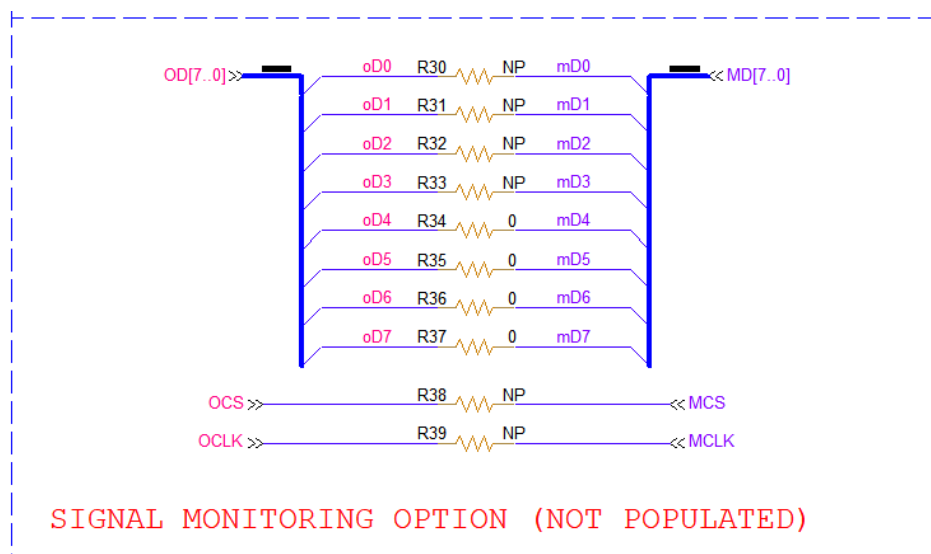 OD[7..0] oD0 R30 NP mD0 MD[7..0]
oD1 R31 NP mD1
oD2 R32 NP mD2
oD3 R33 NP mD3
oD4 R34 0 mD4
oD5 R35 0 mD5
oD6 R36 0 mD6
oD7 R37 0 mD7
OCS R38 NP MCS
OCLK R39 NP MCLK
SIGNAL MONITORING OPTION (NOT POPULATED)